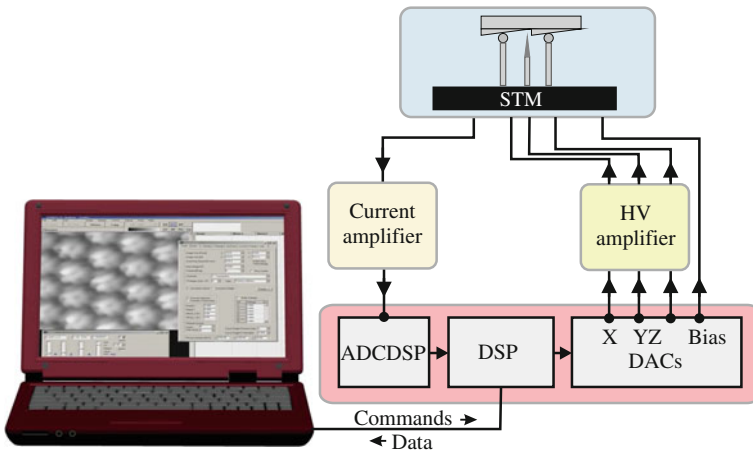 STM
Current
amplifier
HV
amplifier
ADCDSP
DSP
X YZ Bias
DACs
Commands
Data